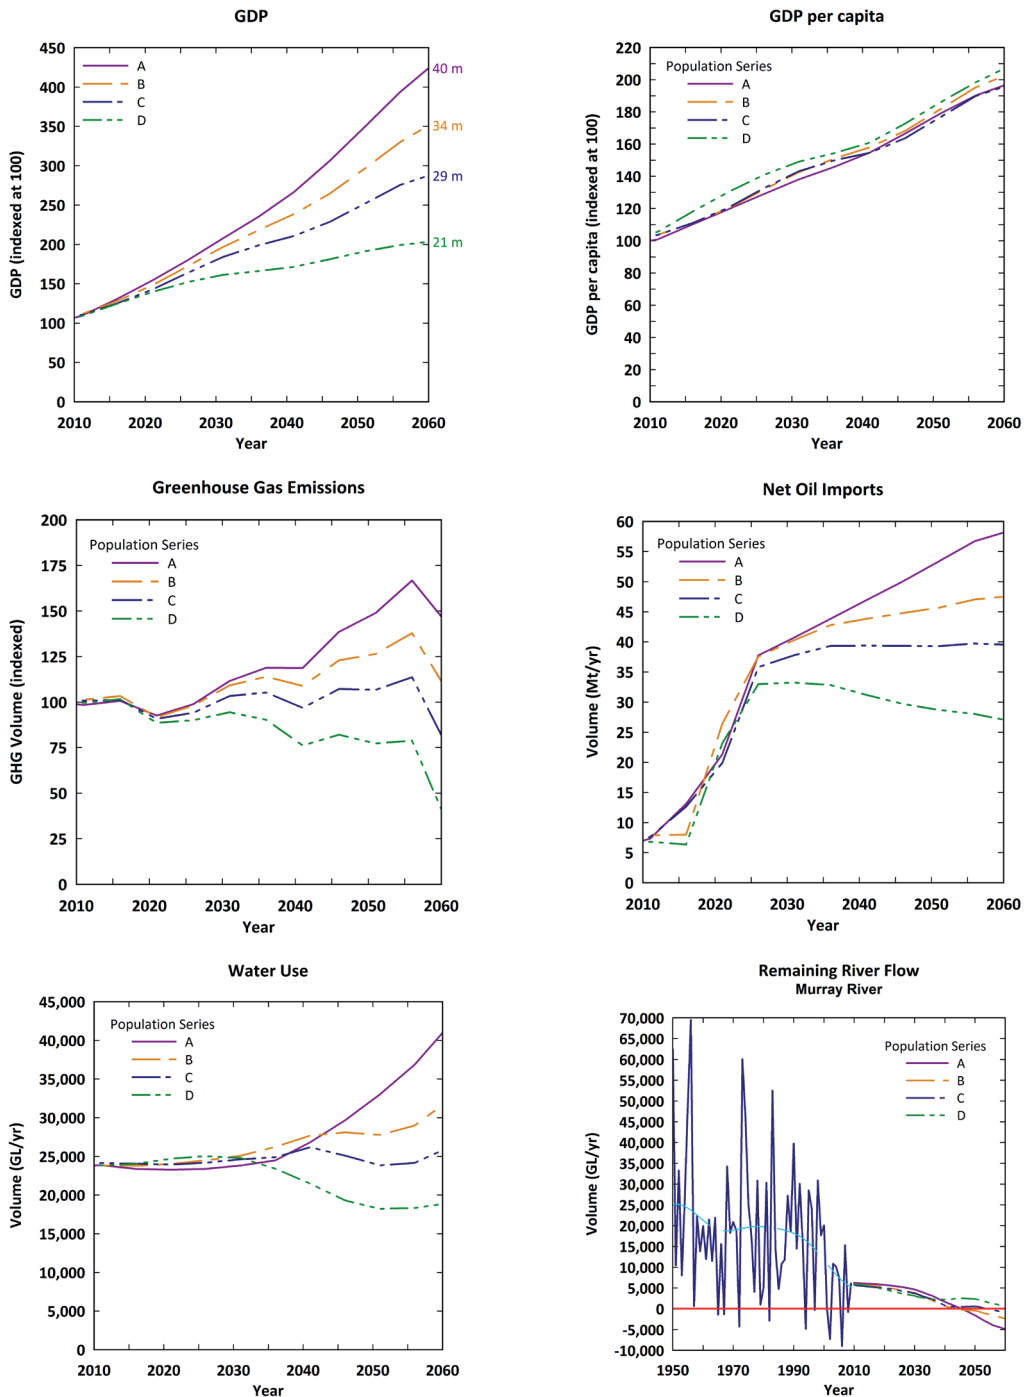 GDP
450
400
350
300
250
200
150
100
50
0
A
B
C
D
40 m
34 m
29 m
21 m
GDP (indexed at 100)
2010 2020 2030 2040 2050 2060
Year
GDP per capita
220
200
180
160
140
120
100
80
60
40
20
0
Population Series
A
B
C
D
GDP per capita (indexed at 100)
2010 2020 2030 2040 2050 2060
Year
Greenhouse Gas Emissions
200
175
150
125
100
75
50
25
0
Population Series
A
B
C
D
GHG Volume (indexed)
2010 2020 2030 2040 2050 2060
Year
Net Oil Imports
60
55
50
45
40
35
30
25
20
15
10
5
0
Population Series
A
B
C
D
Volume (Mt/yr)
2010 2020 2030 2040 2050 2060
Year
Water Use
45,000
40,000
35,000
30,000
25,000
20,000
15,000
10,000
5,000
0
Population Series
A
B
C
D
Volume (GL/yr)
2010 2020 2030 2040 2050 2060
Year
Remaining River Flow
Murray River
70,000
65,000
60,000
55,000
50,000
45,000
40,000
35,000
30,000
25,000
20,000
15,000
10,000
5,000
0
-5,000
-10,000
Population Series
A
B
C
D
Volume (GL/yr)
1950 1970 1990 2010 2030 2050
Year